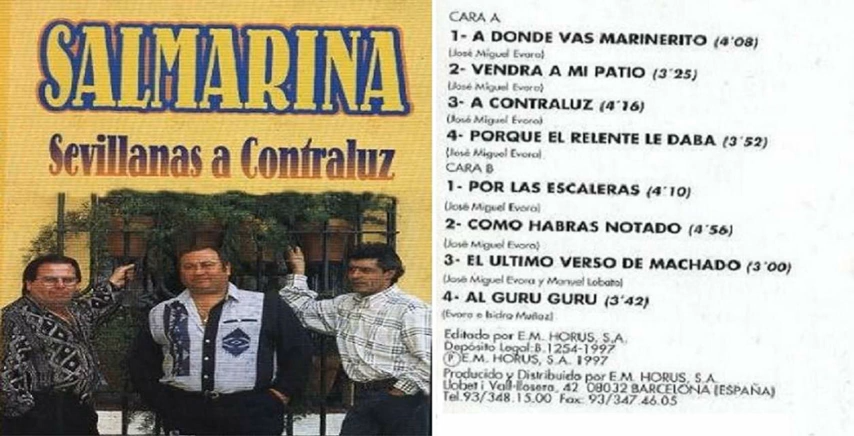 SALMARINA
Sevillanas a Contraluz
CARA A
1- A DONDE VAS MARINERITO (4'08)
(José Miguel Evora)
2- VENDRA A MI PATIO (3'25)
(José Miguel Evora)
3- A CONTRALUZ (4'16)
(José Miguel Evora)
4- PORQUE EL RELENTE LE DABA (3'52)
(José Miguel Evora)
CARA B
1- POR LAS ESCALERAS (4'10)
(José Miguel Evora)
2- COMO HABRAS NOTADO (4'56)
(José Miguel Evora)
3- EL ULTIMO VERSO DE MACHADO (3'00)
(José Miguel Evora y Manuel Lobato)
4- AL GURU GURU (3'42)
(Evora e Isidro Muñoz)
Editado por E.M. HORUS, S.A.
Depósito Legal:B.1254-1997
Ⓟ E.M. HORUS, S.A. 1997
Producido y Distribuido por E.M. HORUS, S.A.
Llobet i Vall-llosera, 42 08032 BARCELONA (ESPAÑA)
Tel.93/348.15.00 Fax: 93/347.46.05